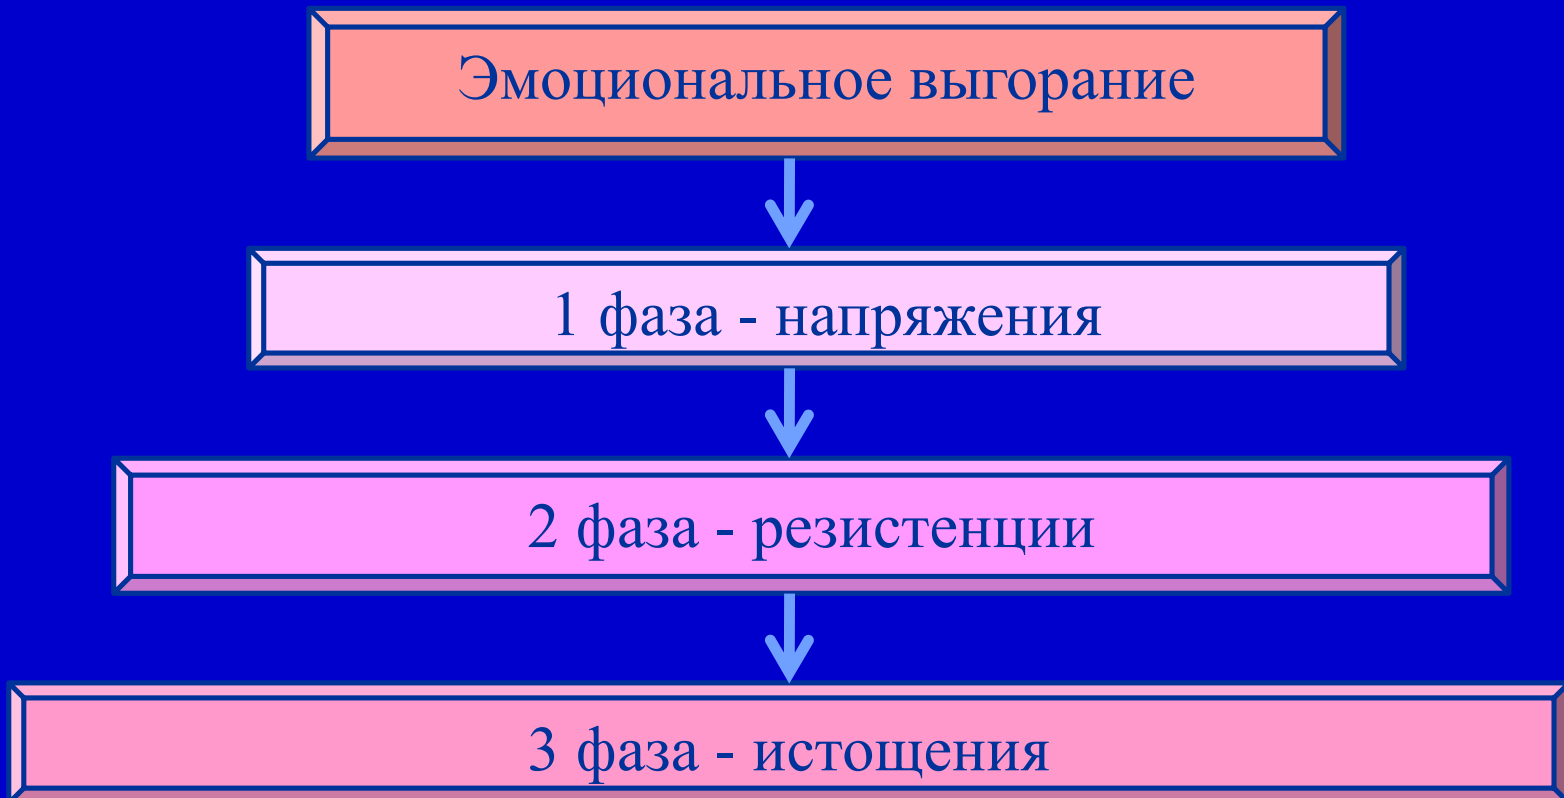 Эмоциональное выгорание
1 фаза - напряжения
2 фаза - резистенции
3 фаза - истощения